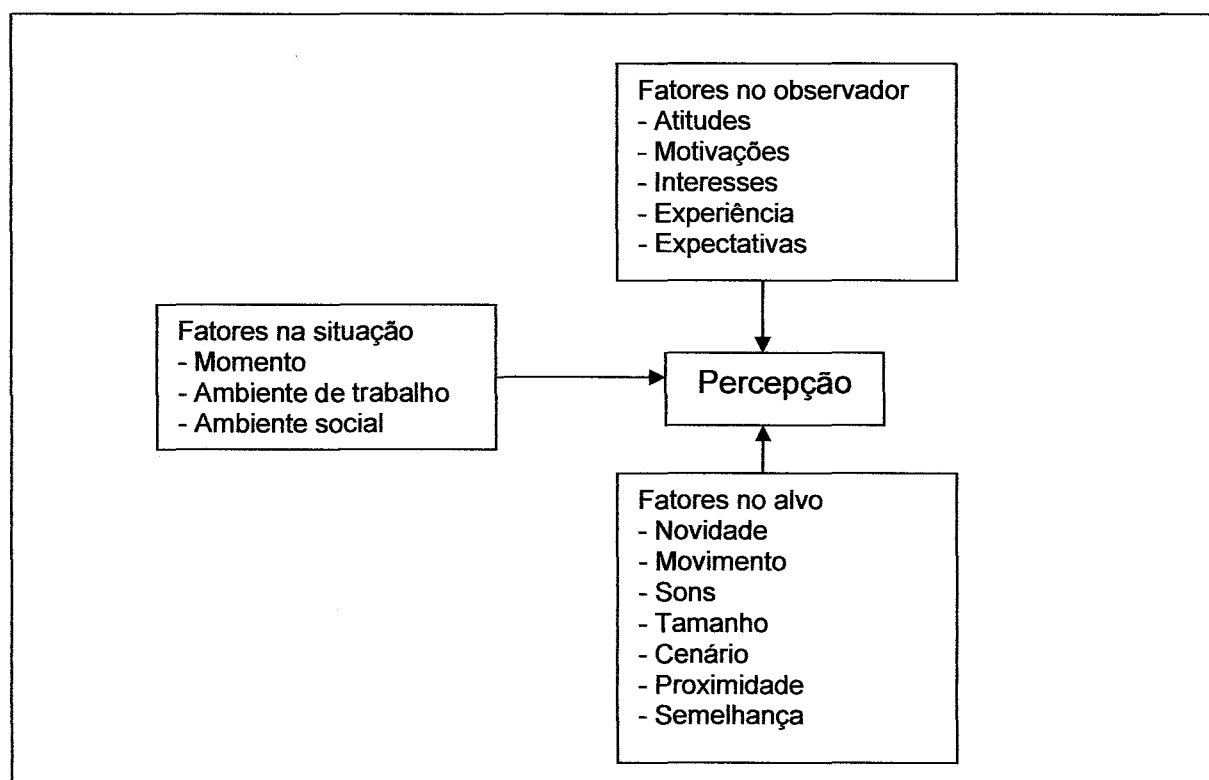 Fatores no observador
- Atitudes
- Motivações
- Interesses
- Experiência
- Expectativas
Fatores na situação
- Momento
- Ambiente de trabalho
- Ambiente social
Percepção
Fatores no alvo
- Novidade
- Movimento
- Sons
- Tamanho
- Cenário
- Proximidade
- Semelhança